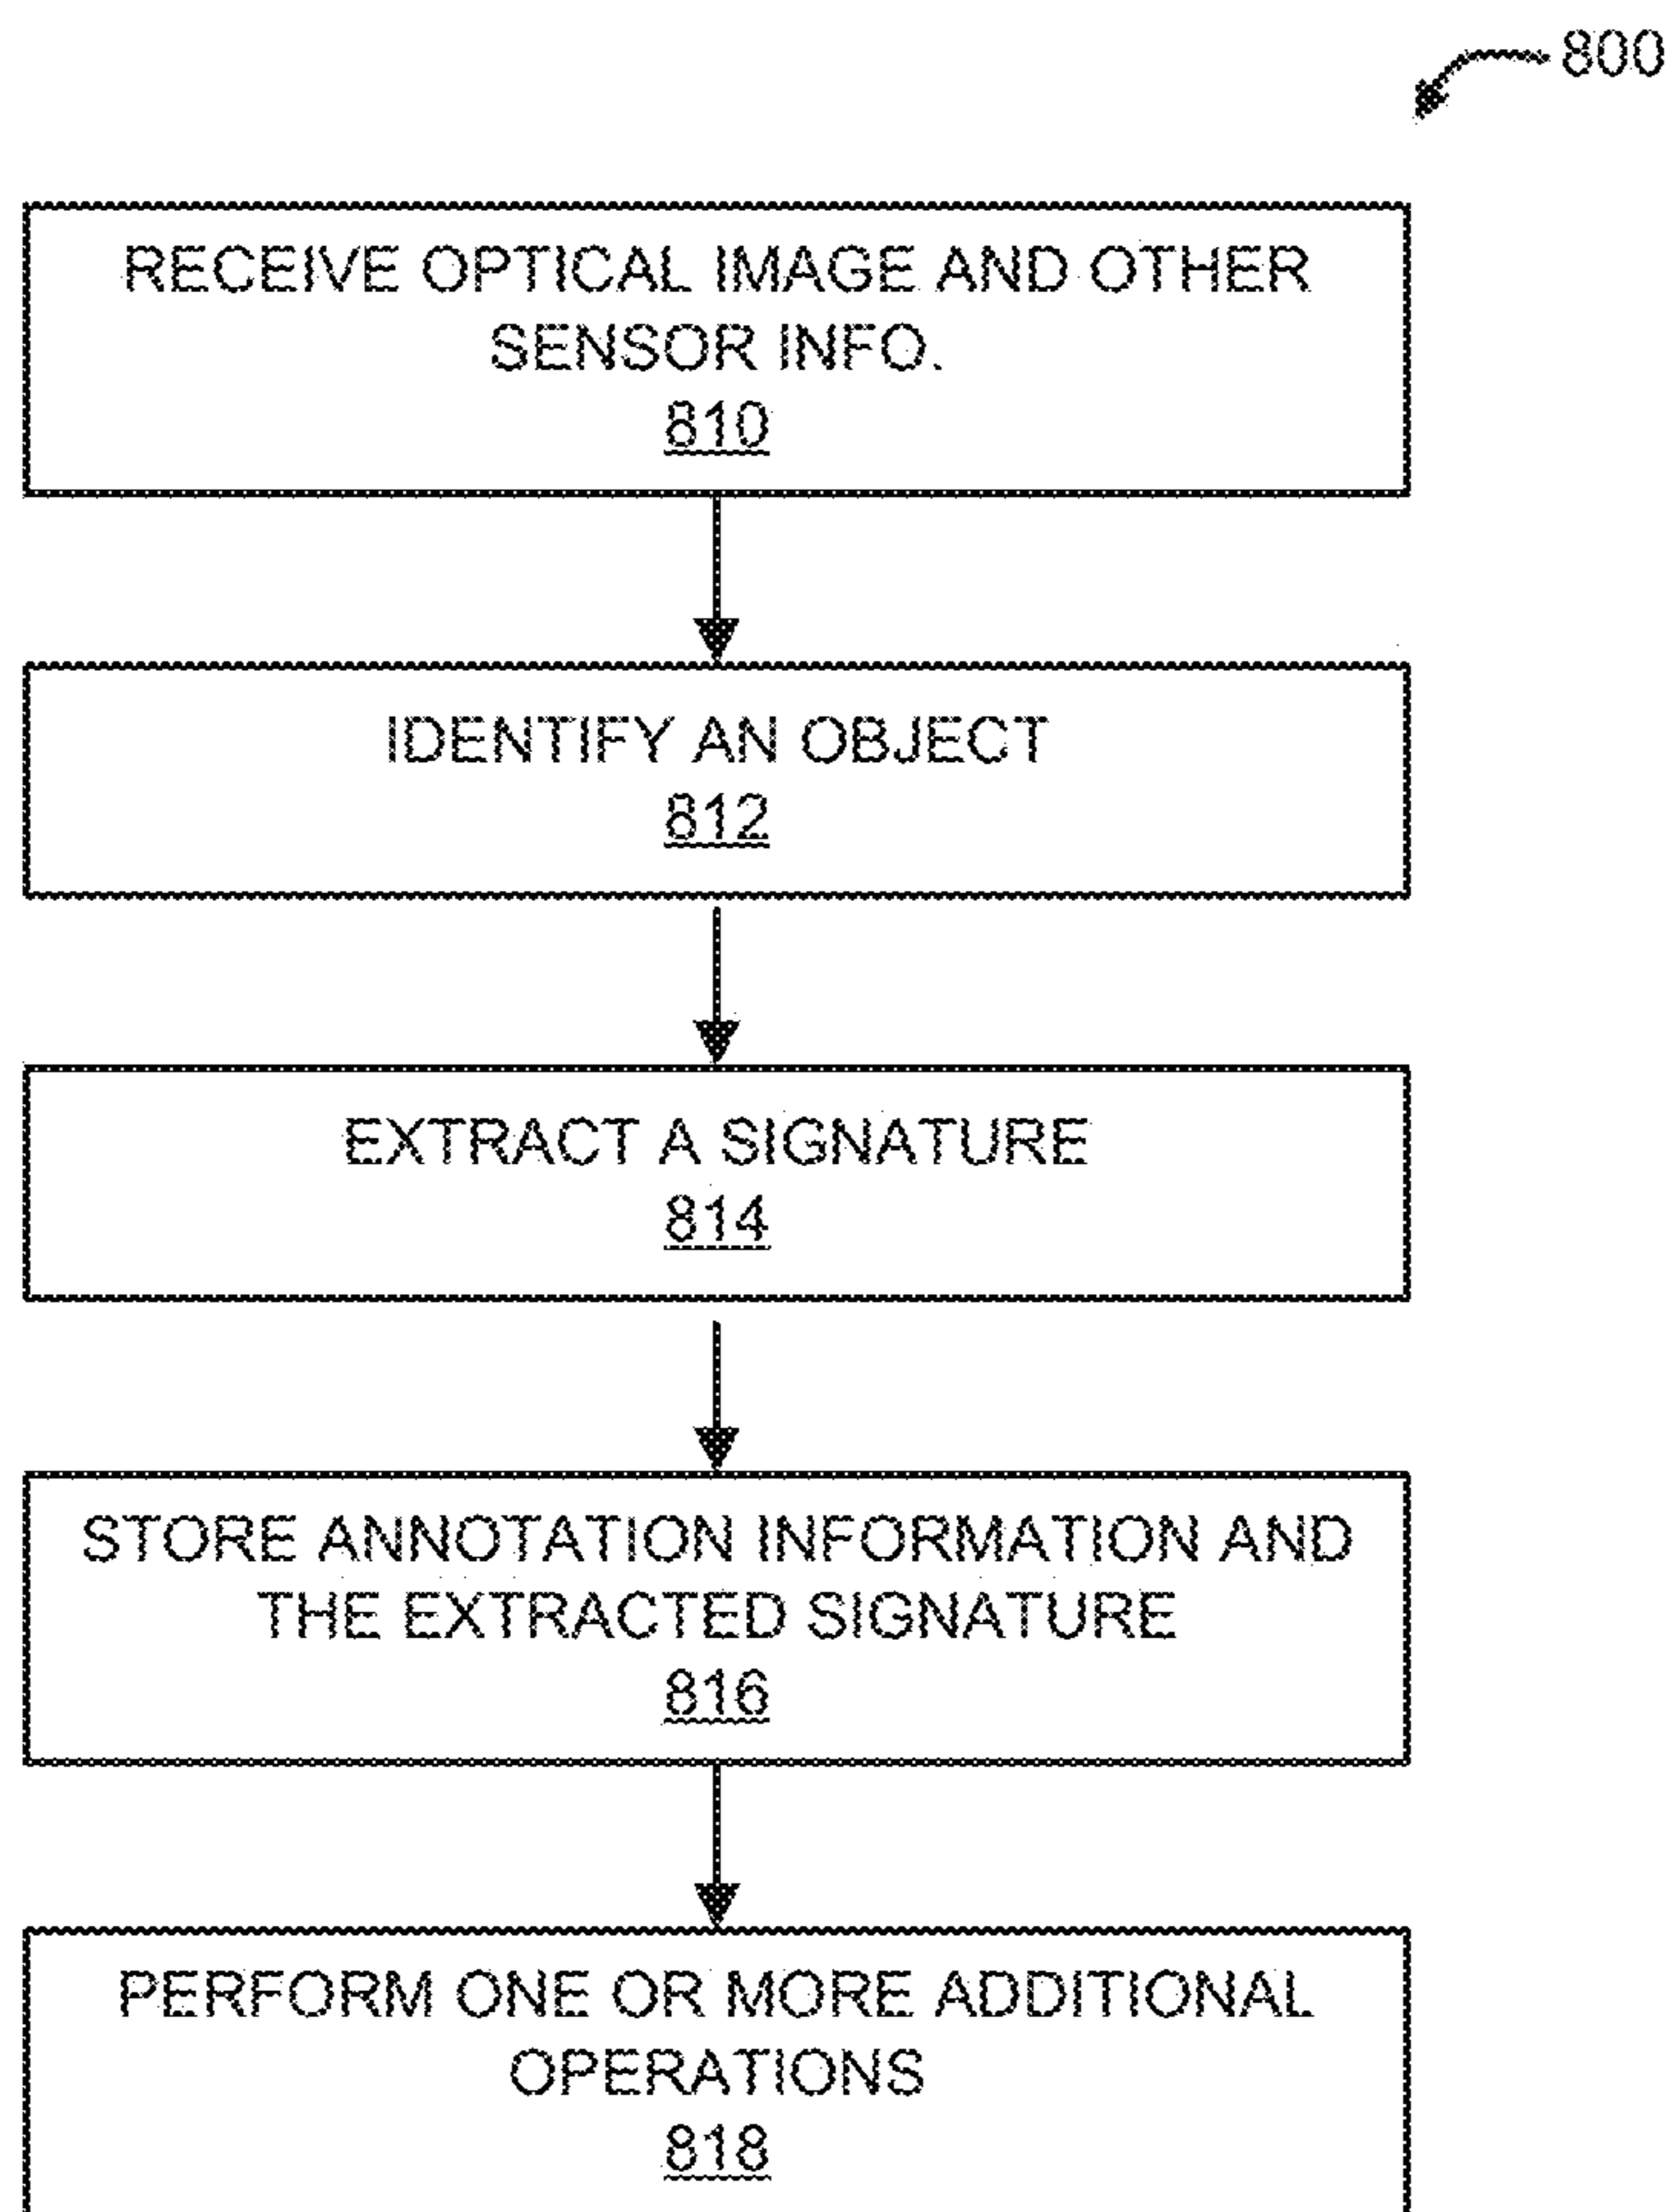 800
RECEIVE OPTICAL IMAGE AND OTHER
SENSOR INFO.
810
IDENTIFY AN OBJECT
812
EXTRACT A SIGNATURE
814
STORE ANNOTATION INFORMATION AND
THE EXTRACTED SIGNATURE
816
PERFORM ONE OR MORE ADDITIONAL
OPERATIONS
818